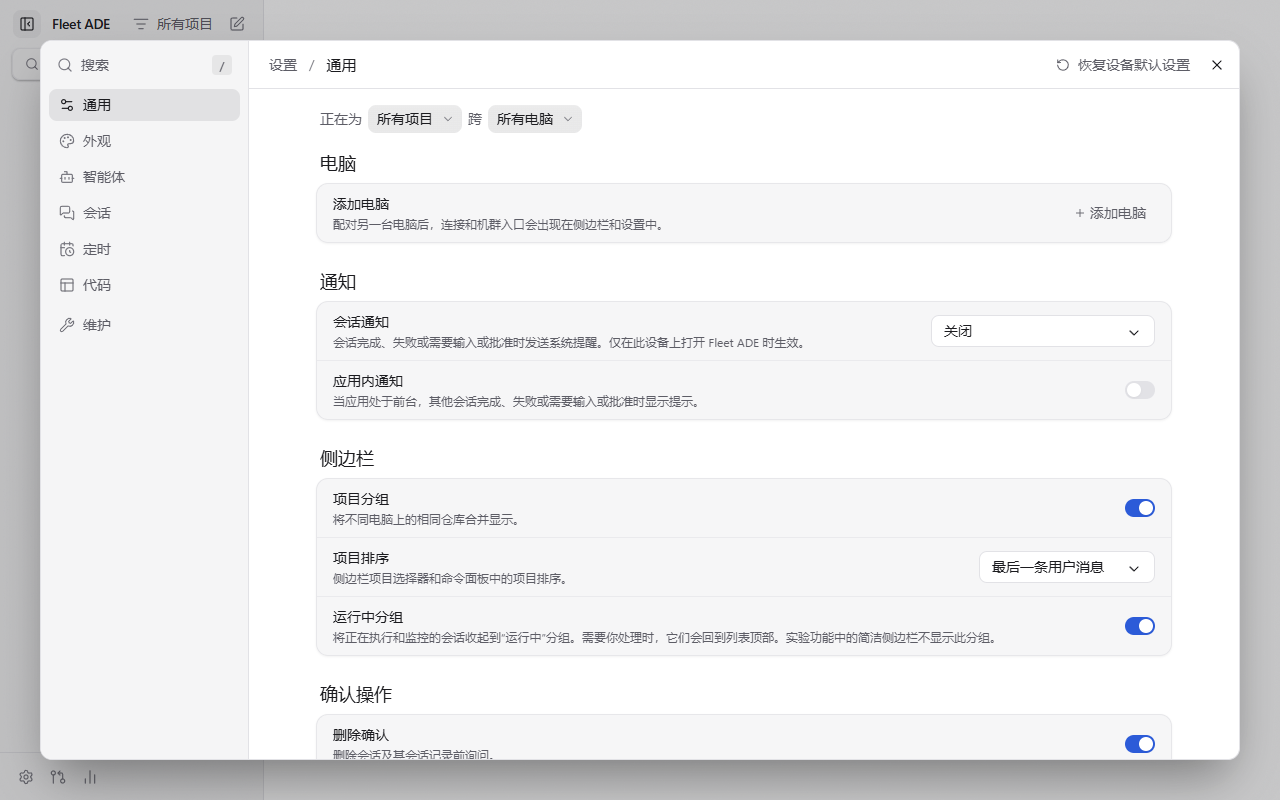 Fleet ADE
所有项目
搜索
/
通用
外观
智能体
会话
定时
代码
维护
设置 / 通用
恢复设备默认设置
正在为 所有项目 跨 所有电脑
电脑
添加电脑
配对另一台电脑后，连接和机群入口会出现在侧边栏和设置中。
+ 添加电脑
通知
会话通知
会话完成、失败或需要输入或批准时发送系统提醒。仅在此设备上打开 Fleet ADE 时生效。
关闭
应用内通知
当应用处于前台，其他会话完成、失败或需要输入或批准时显示提示。
侧边栏
项目分组
将不同电脑上的相同仓库合并显示。
项目排序
侧边栏项目选择器和命令面板中的项目排序。
最后一条用户消息
运行中分组
将正在执行和监控的会话收起到"运行中"分组。需要你处理时，它们会回到列表顶部。实验功能中的简洁侧边栏不显示此分组。
确认操作
删除确认
删除会话及其会话记录前询问。